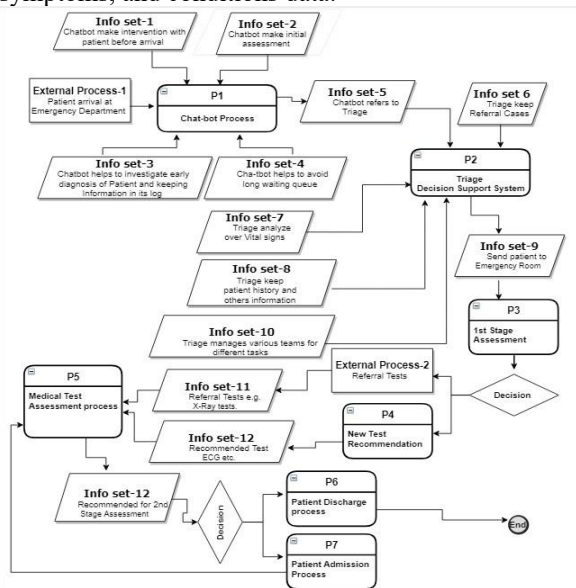 symptoms, and conditions data.
Info set-1
Chatbot make intervention with
patient before arrival
Info set-2
Chatbot make initial
assessment
External Process-1
Patient arrival at
Emergency Department
P1
Chat-bot Process
Info set-5
Chatbot refers to
Triage
Info set 6
Triage keep
Referral Cases
Info set-3
Chatbot helps to investigate early
diagnosis of Patient and keeping
Information in its log
Info set-4
Cha-tbot helps to avoid
long waiting queue
P2
Triage
Decision Support System
Info set-7
Triage analyze
over Vital signs
Info set-8
Triage keep
patient history and
others information
Info set-9
Send patient to
Emergency Room
Info set-10
Triage manages various teams for
different tasks
P3
1st Stage
Assessment
External Process-2
Referral Tests
Decision
P5
Medical Test
Assessment process
Info set-11
Referral Tests e.g.
X-Ray tests.
P4
New Test
Recommendation
Info set-12
Recommended Test
ECG etc.
Info set-12
Recommended for 2nd
Stage Assessment
Decision
P6
Patient Discharge
process
End
P7
Patient Admission
Process